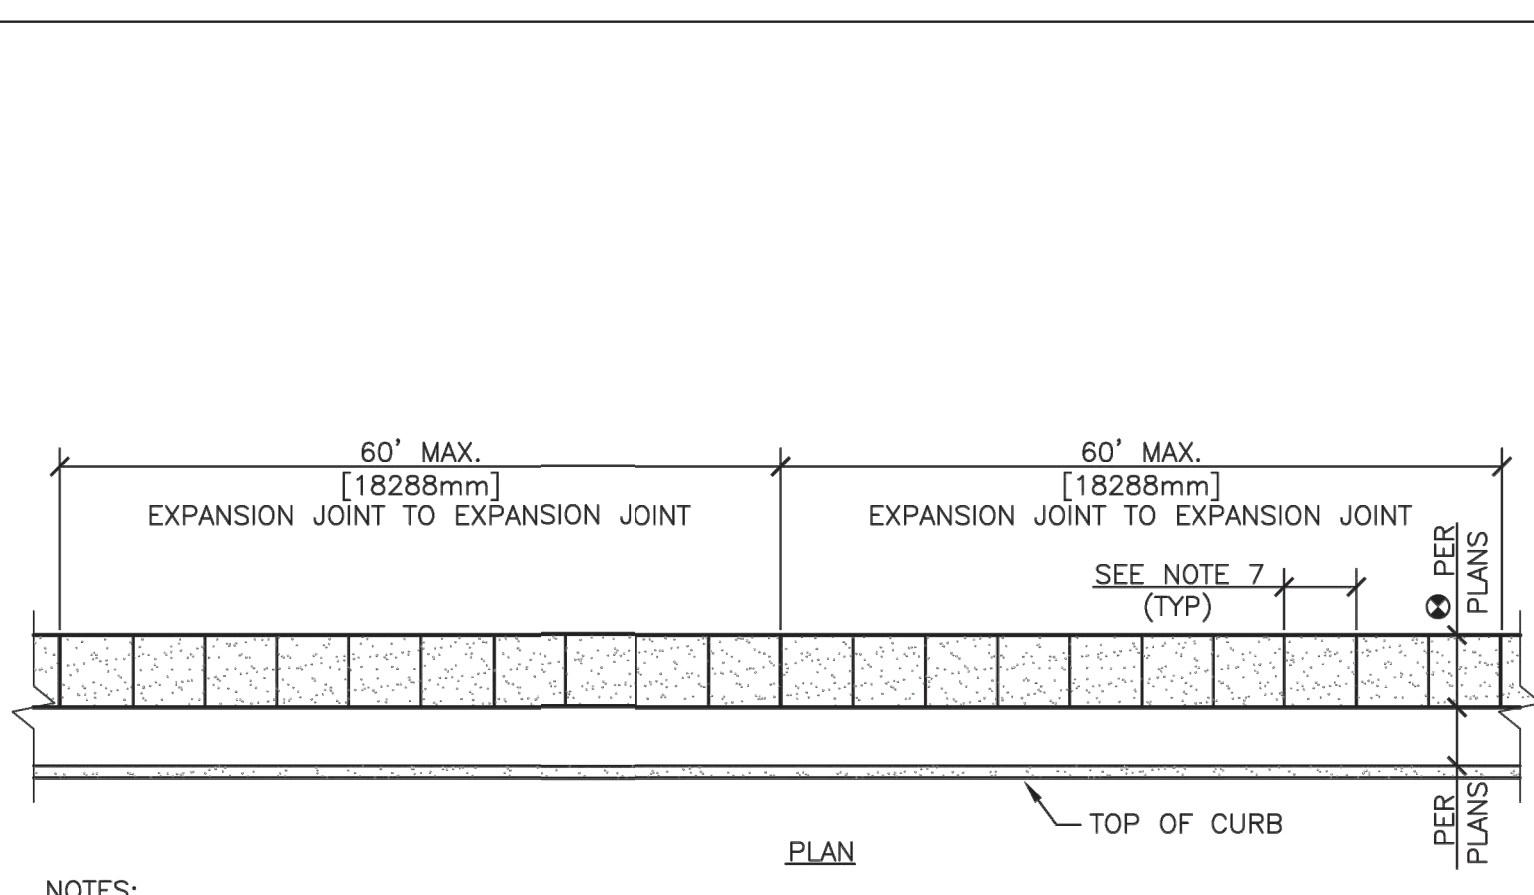 60' MAX.
[18288mm]
EXPANSION JOINT TO EXPANSION JOINT
60' MAX.
[18288mm]
EXPANSION JOINT TO EXPANSION JOINT
SEE NOTE 7
(TYP)
PER
PLANS
PER
PLANS
TOP OF CURB
PLAN
NOTES: